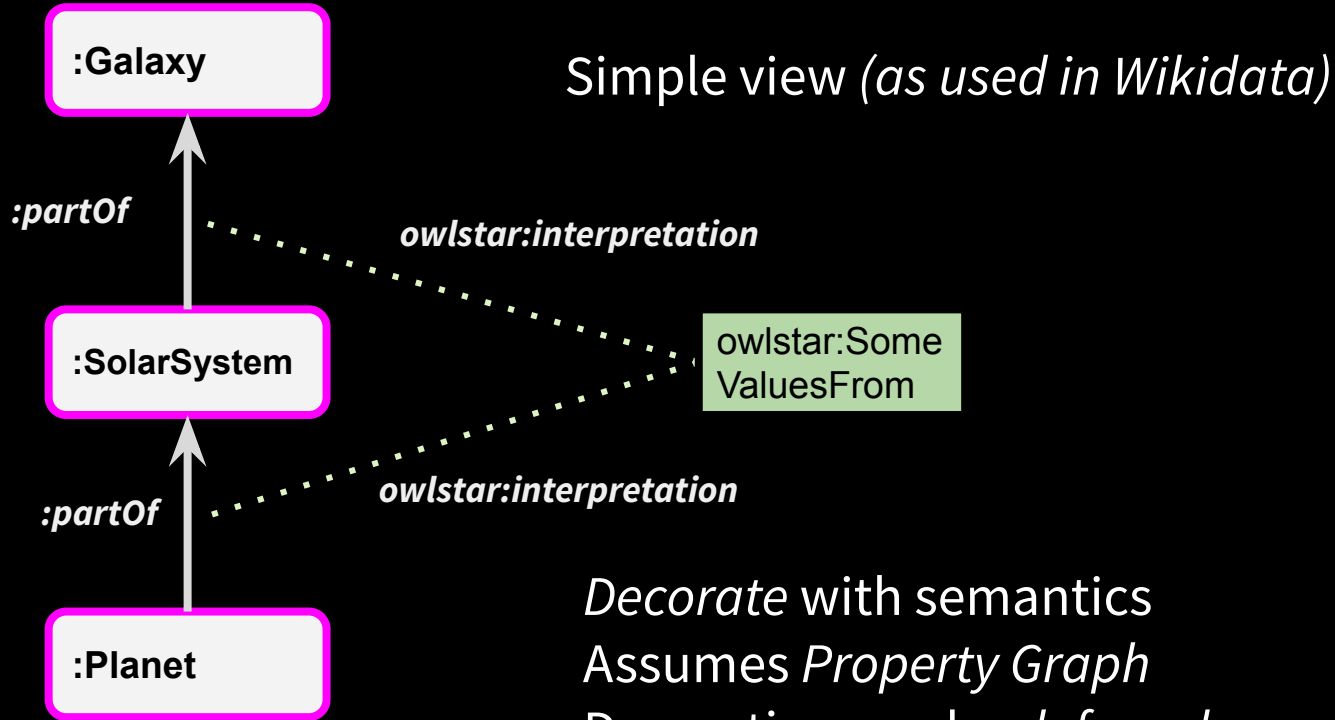 :Galaxy
Simple view (as used in Wikidata)
:partOf
owlstar:interpretation
:SolarSystem
owlstar:Some
ValuesFrom
owlstar:interpretation
:partOf
Decorate with semantics
Assumes Property Graph
:Planet